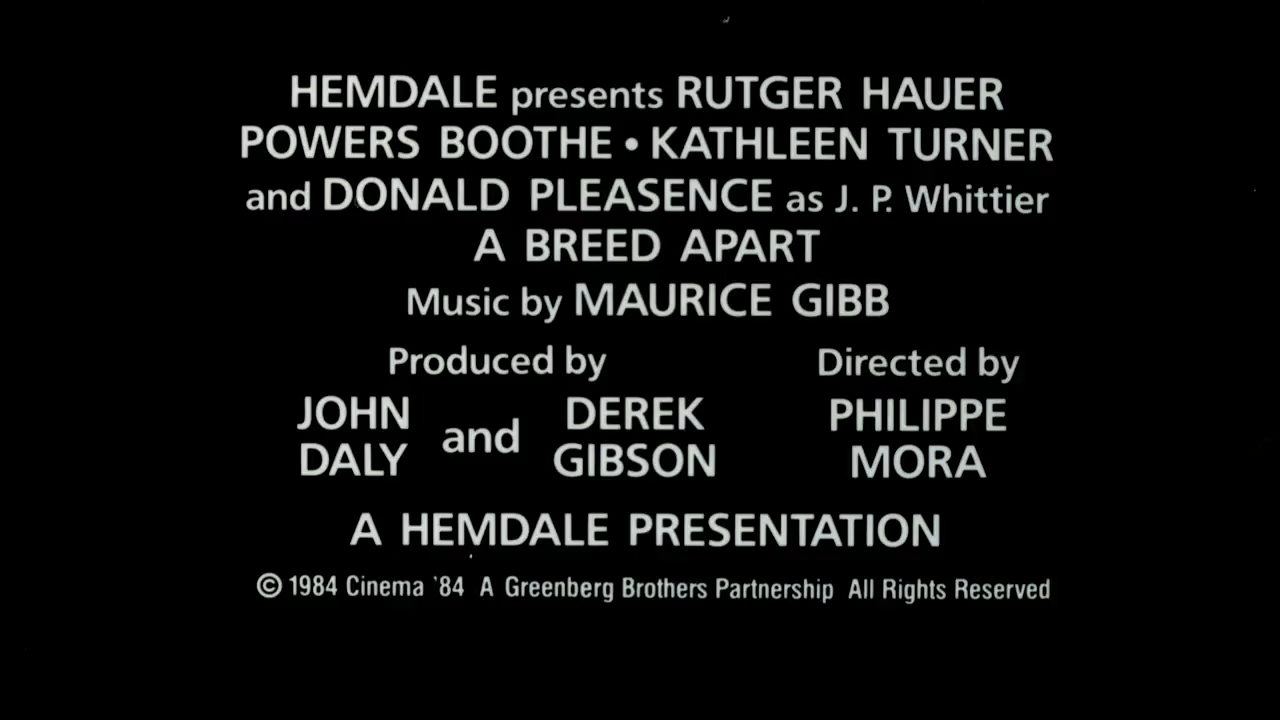 HEMDALE presents RUTGER HAUER
POWERS BOOTHE • KATHLEEN TURNER
and DONALD PLEASENCE as J. P. Whittier
A BREED APART
Music by MAURICE GIBB
Produced by
JOHN DALY and DEREK GIBSON
Directed by
PHILIPPE MORA
A HEMDALE PRESENTATION
© 1984 Cinema '84 A Greenberg Brothers Partnership All Rights Reserved